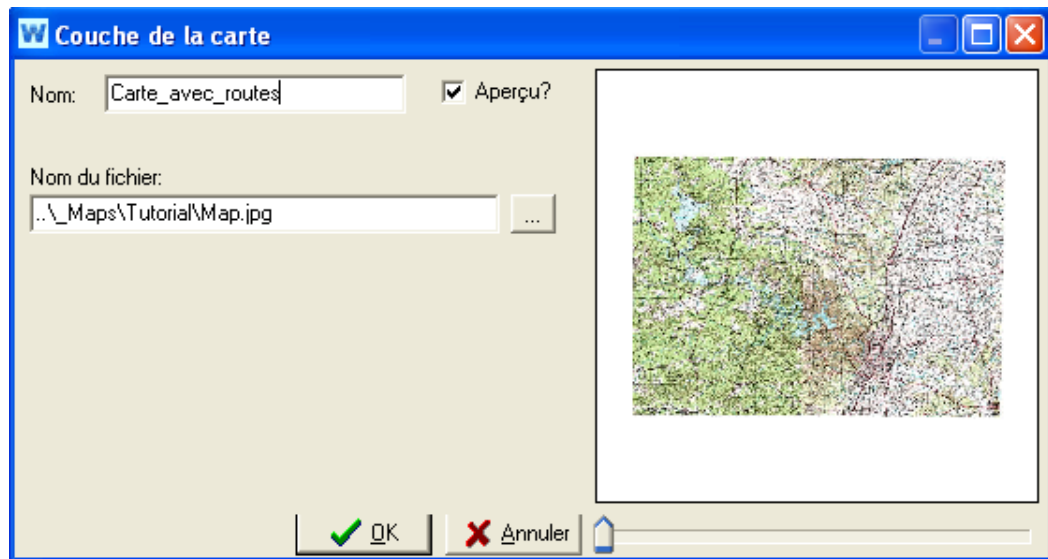 Couche de la carte
Nom: Carte_avec_routes Aperçu?
Nom du fichier:
..\_Maps\Tutorial\Map.jpg ...
OK Annuler